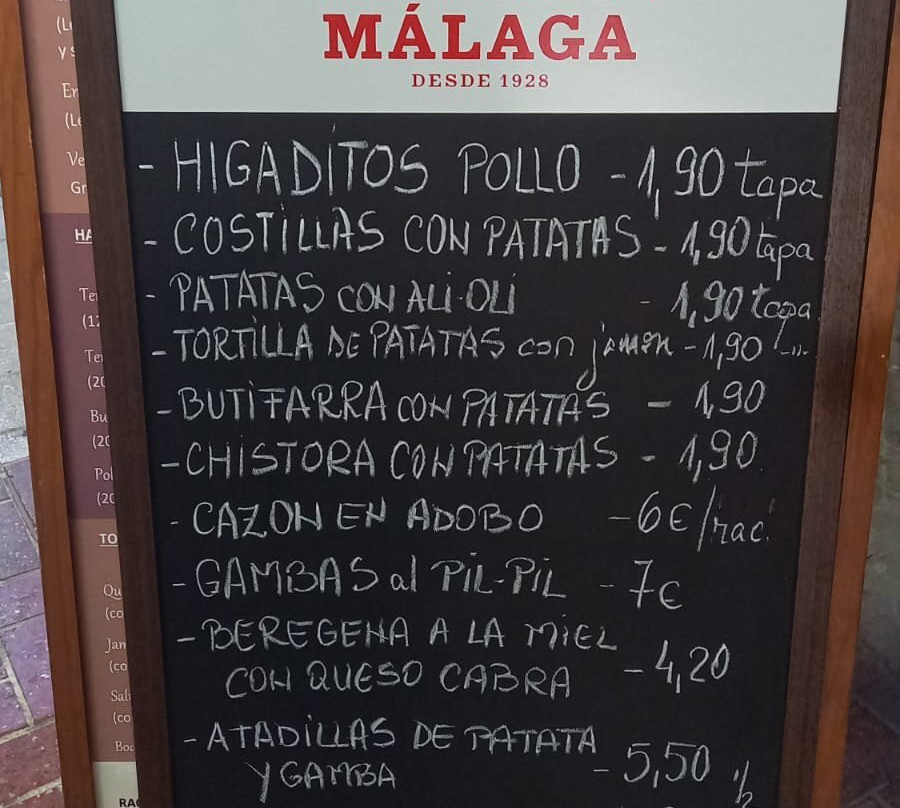 MÁLAGA
DESDE 1928
- HIGADITOS POLLO - 1,90 tapa
- COSTILLAS CON PATATAS - 1,90 tapa
- PATATAS CON ALI-OLI - 1,90 tapa
- TORTILLA DE PATATAS con jamon - 1,90 -...
- BUTIFARRA CON PATATAS - 1,90
- CHISTORA CON PATATAS - 1,90
- CAZON EN ADOBO - 6€/rac.
- GAMBAS al PIL-PIL - 7€
- BEREGENA A LA MIEL
CON QUESO CABRA - 4,20
- ATADILLAS DE PATATA
Y GAMBA - 5,50 1/2